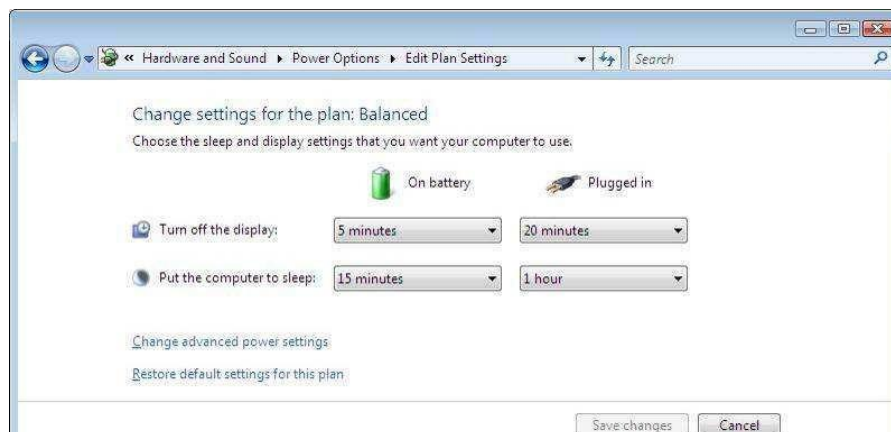 « Hardware and Sound ▸ Power Options ▸ Edit Plan Settings Search
Change settings for the plan: Balanced
Choose the sleep and display settings that you want your computer to use.
On battery Plugged in
Turn off the display: 5 minutes 20 minutes
Put the computer to sleep: 15 minutes 1 hour
Change advanced power settings
Restore default settings for this plan
Save changes Cancel